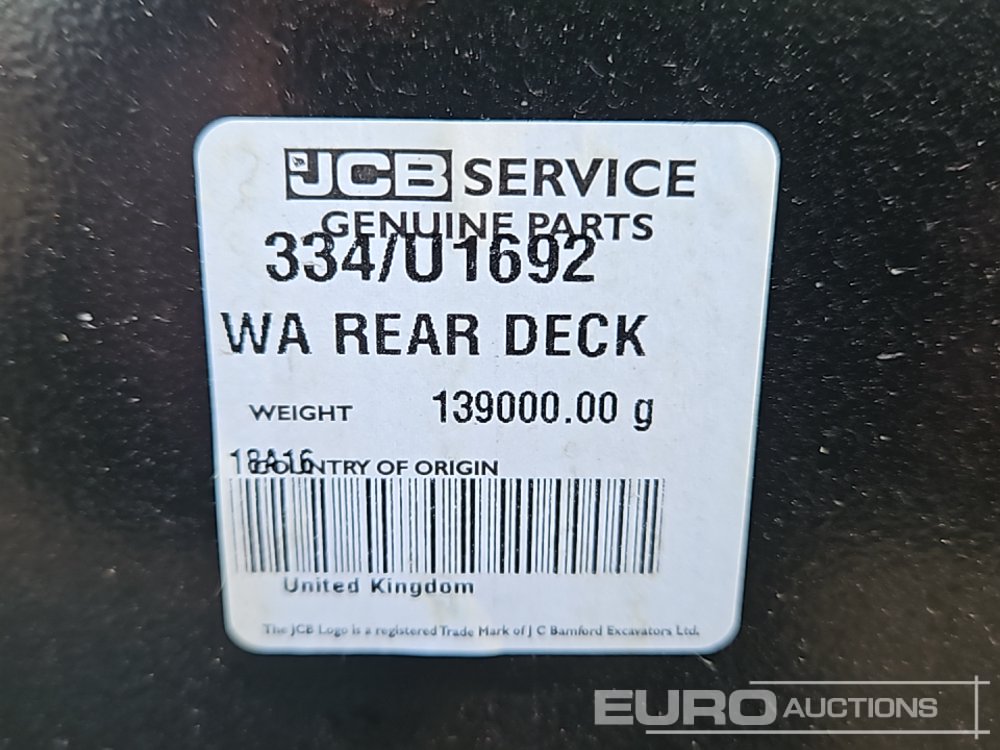 JCB SERVICE
GENUINE PARTS
334/U1692
WA REAR DECK
WEIGHT 139000.00 g
18A16
COUNTRY OF ORIGIN
United Kingdom
The JCB Logo is a registered Trade Mark of J C Bamford Excavators Ltd.
EURO AUCTIONS